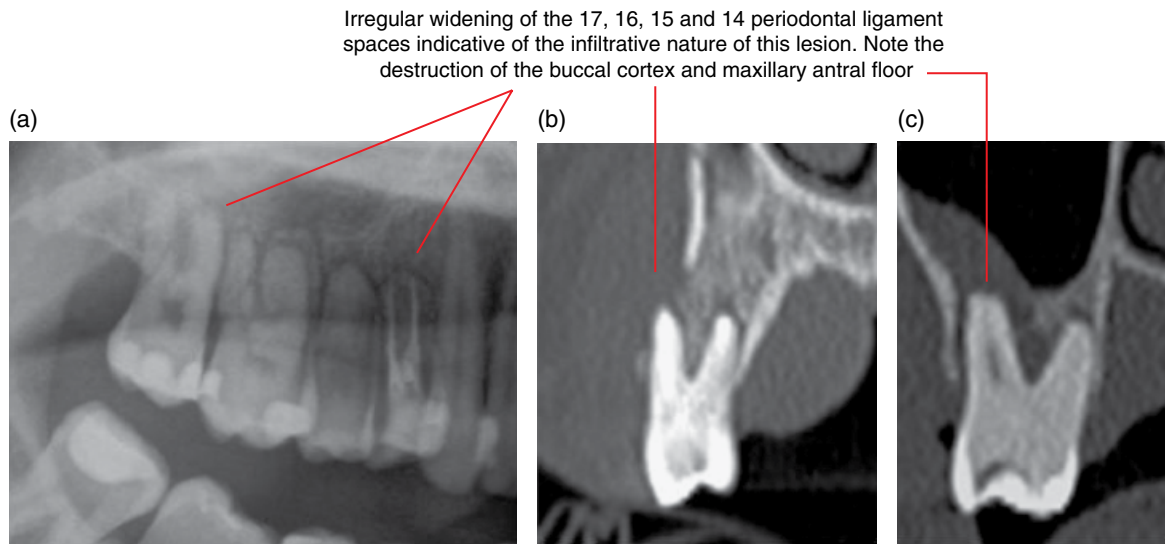 Irregular widening of the 17, 16, 15 and 14 periodontal ligament
spaces indicative of the infiltrative nature of this lesion. Note the
destruction of the buccal cortex and maxillary antral floor
(a)
(b)
(c)